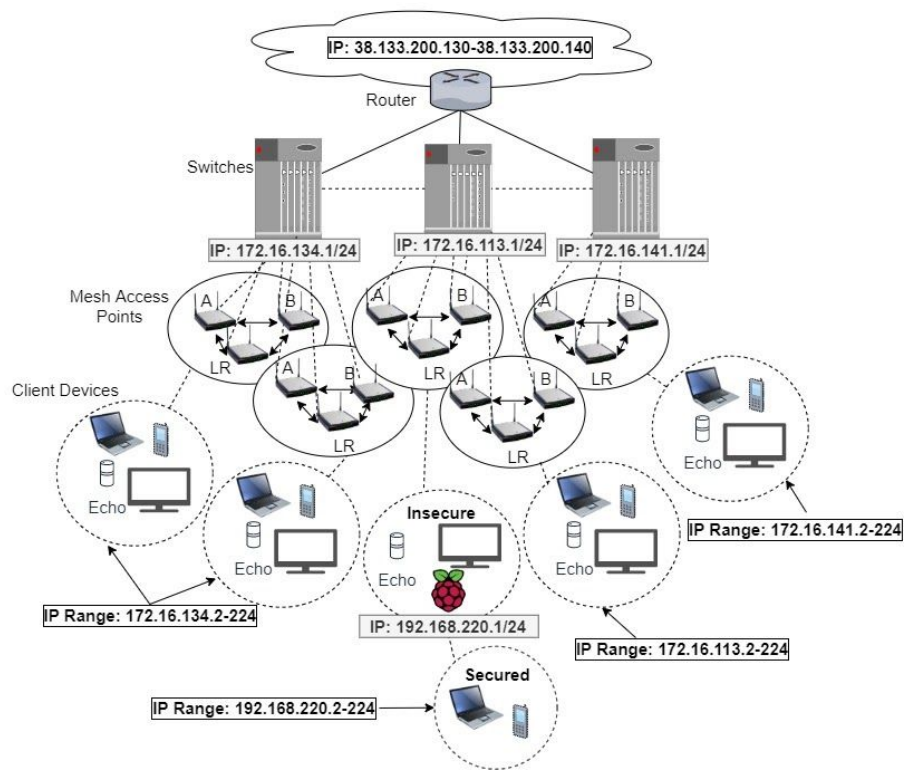 IP: 38.133.200.130-38.133.200.140
Router
Switches
IP: 172.16.134.1/24
IP: 172.16.113.1/24
IP: 172.16.141.1/24
Mesh Access
Points
A
B
LR
A
B
LR
A
B
LR
A
B
LR
A
B
LR
Client Devices
Echo
Echo
Insecure
Echo
Echo
Echo
IP Range: 172.16.141.2-224
IP Range: 172.16.134.2-224
IP: 192.168.220.1/24
IP Range: 172.16.113.2-224
Secured
IP Range: 192.168.220.2-224